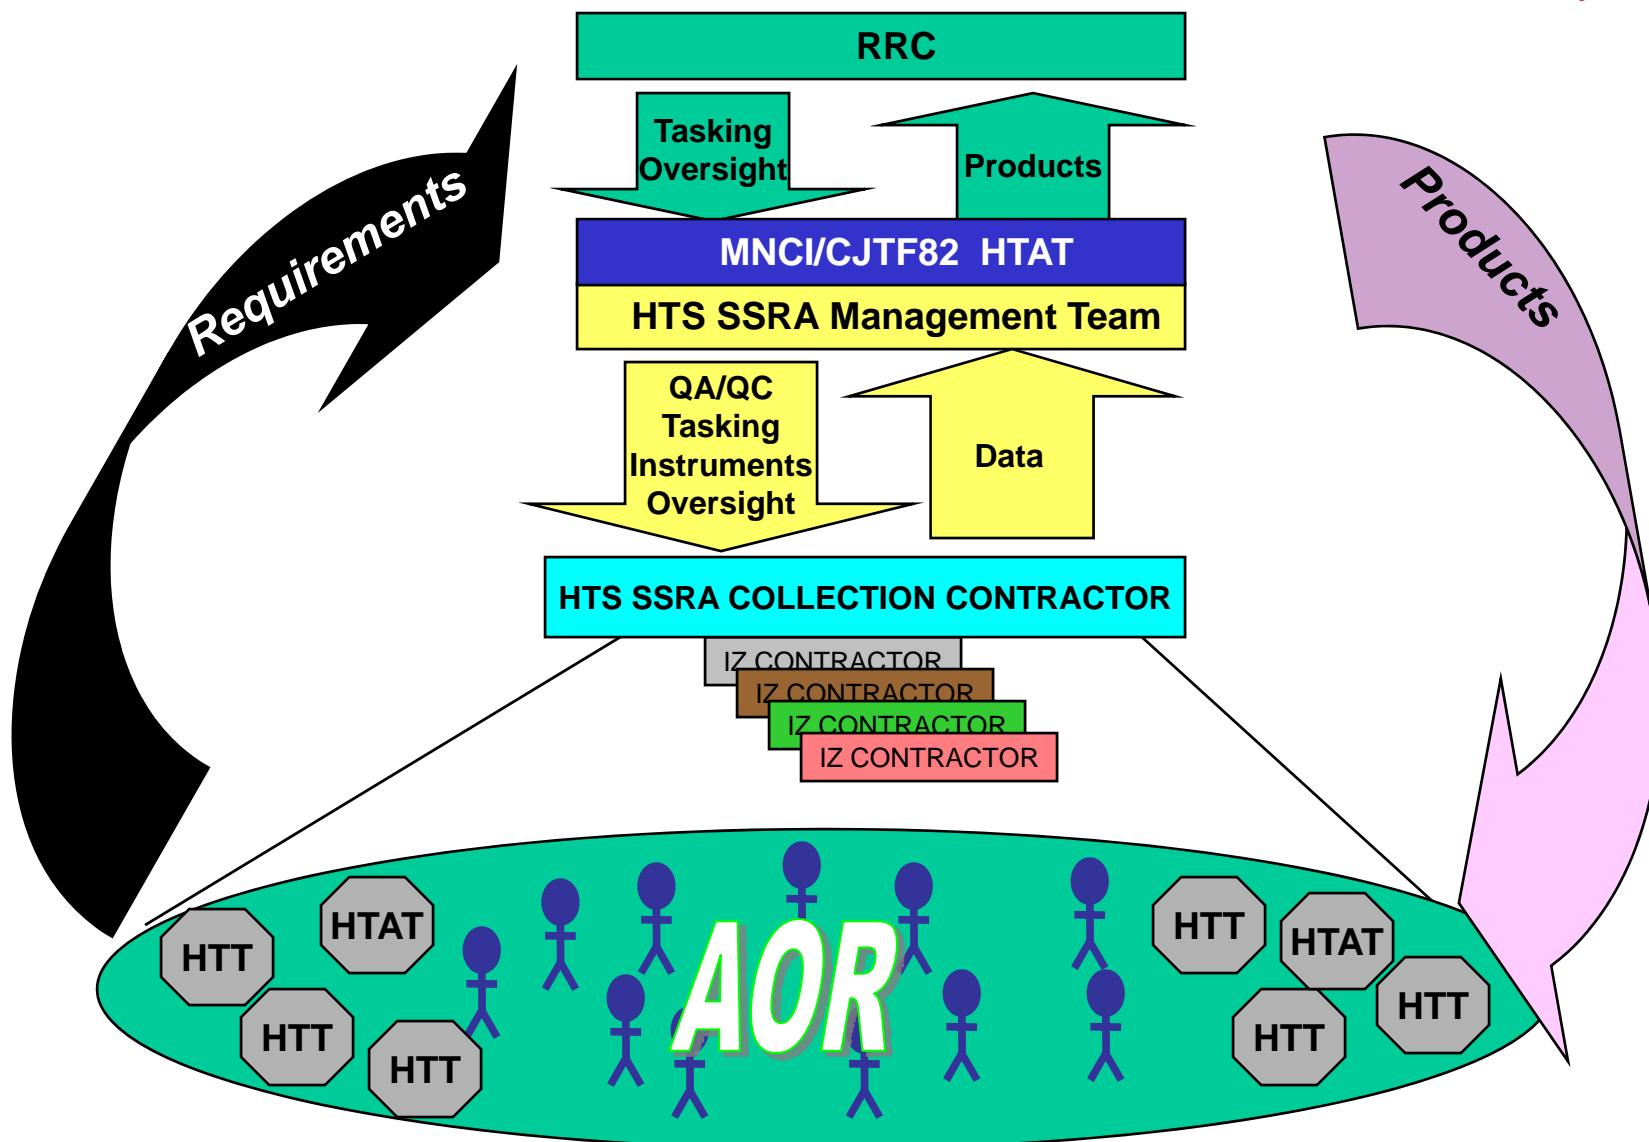 RRC
Tasking
Oversight
Products
Requirements
Products
MNCI/CJTF82 HTAT
HTS SSRA Management Team
QA/QC
Tasking
Instruments
Oversight
Data
HTS SSRA COLLECTION CONTRACTOR
IZ CONTRACTOR
IZ CONTRACTOR
IZ CONTRACTOR
IZ CONTRACTOR
HTT
HTAT
HTT
HTT
AOR
HTT
HTAT
HTT
HTT